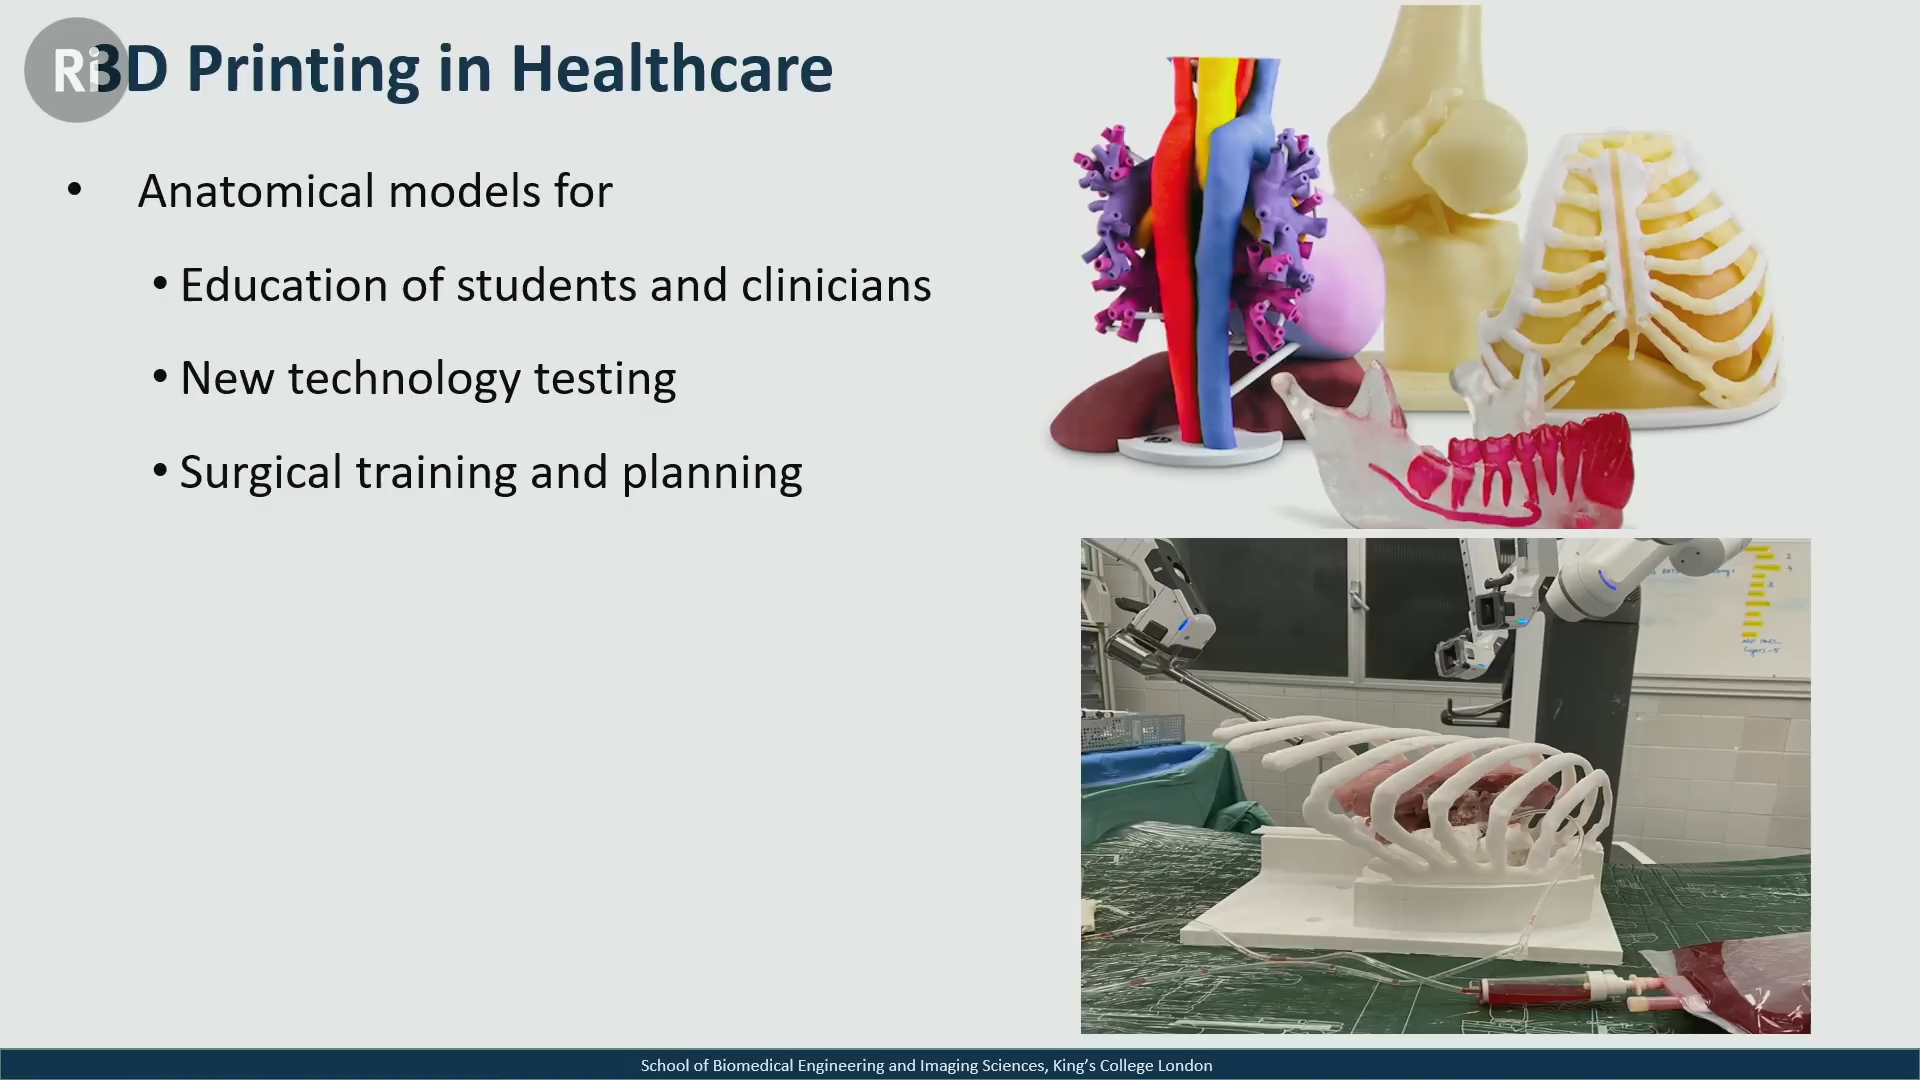 Ri
3D Printing in Healthcare
• Anatomical models for
• Education of students and clinicians
• New technology testing
• Surgical training and planning
School of Biomedical Engineering and Imaging Sciences, King's College London